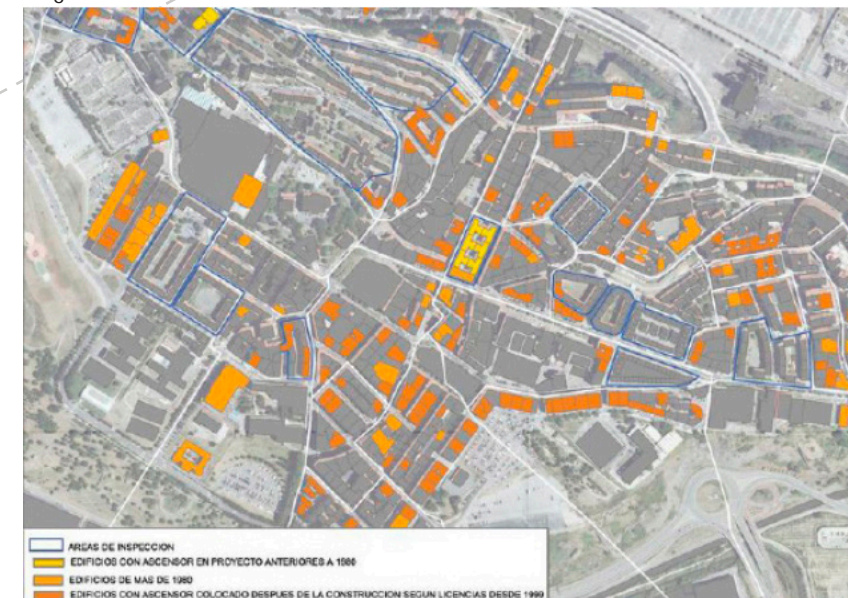 AREAS DE INSPECCION
EDIFICIOS CON ASCENSOR EN PROYECTO ANTERIORES A 1980
EDIFICIOS DE MAS DE 1980
EDIFICIOS CON ASCENSOR COLOCADO DESPUES DE LA CONSTRUCCION SEGUN LICENCIAS DESDE 1999